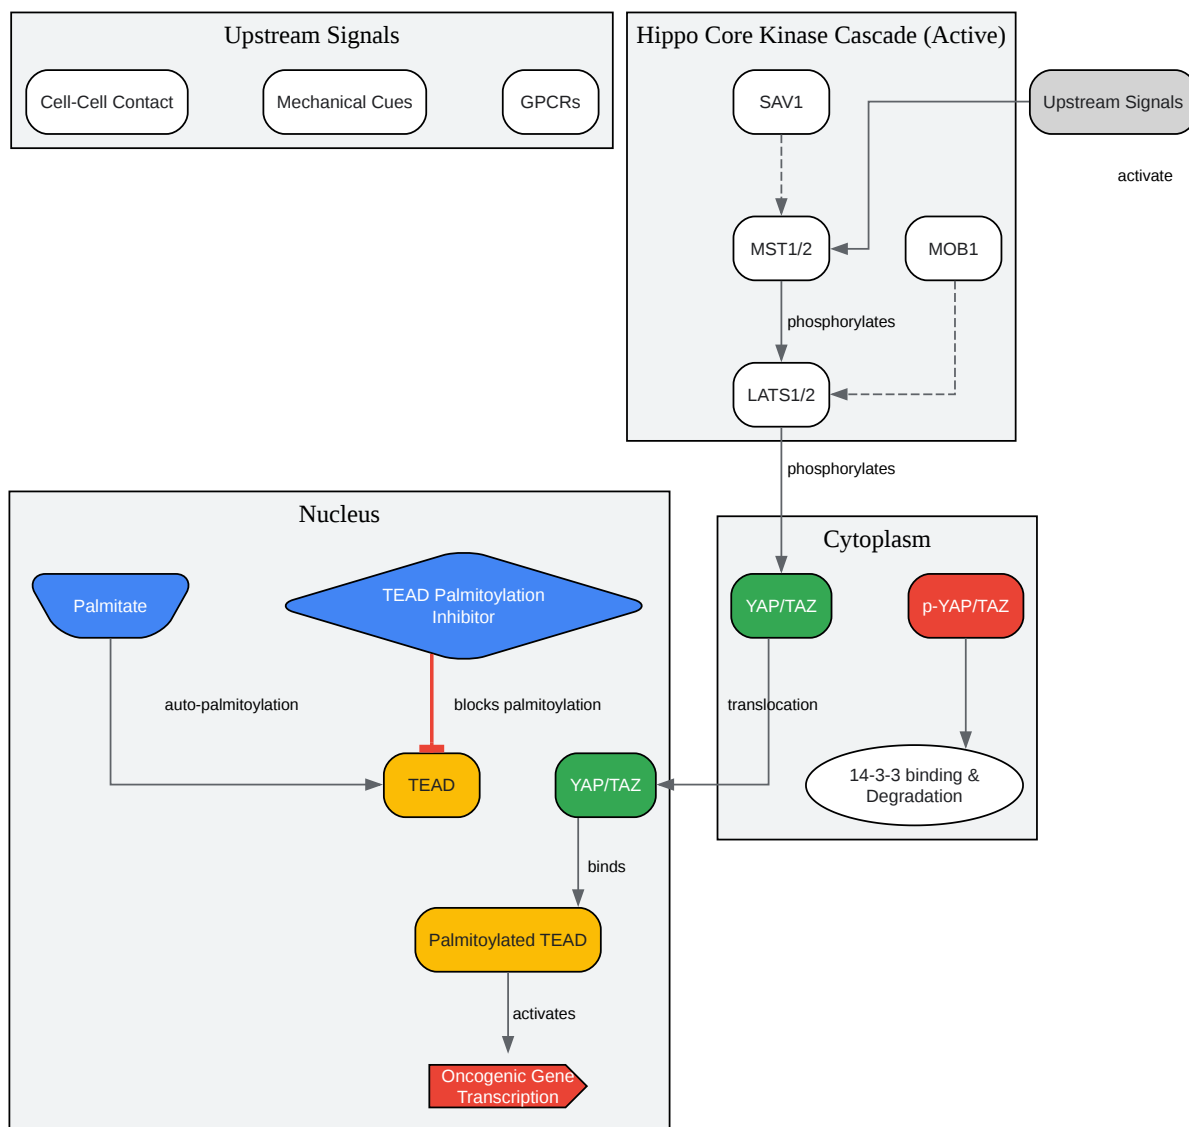 Upstream Signals
Cell-Cell Contact
Mechanical Cues
GPCRs
Hippo Core Kinase Cascade (Active)
SAV1
Upstream Signals
activate
MST1/2
MOB1
phosphorylates
LATS1/2
phosphorylates
Nucleus
Palmitate
TEAD Palmitoylation
Inhibitor
auto-palmitoylation
blocks palmitoylation
TEAD
YAP/TAZ
binds
Palmitoylated TEAD
activates
Oncogenic Gene
Transcription
Cytoplasm
YAP/TAZ
p-YAP/TAZ
translocation
14-3-3 binding &
Degradation